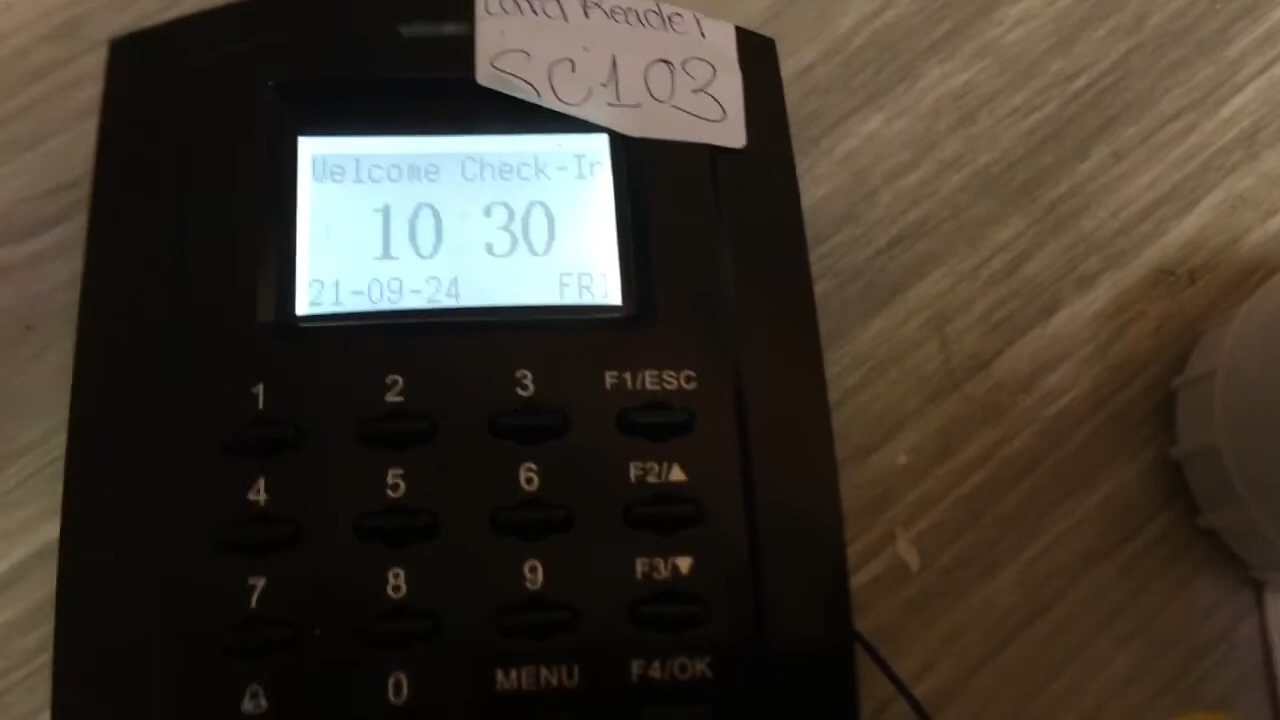 Card Reader
SC103
Welcome Check-In
10 30
21-09-24 FRI
1 2 3 F1/ESC
4 5 6 F2/▲
7 8 9 F3/▼
0 MENU F4/OK